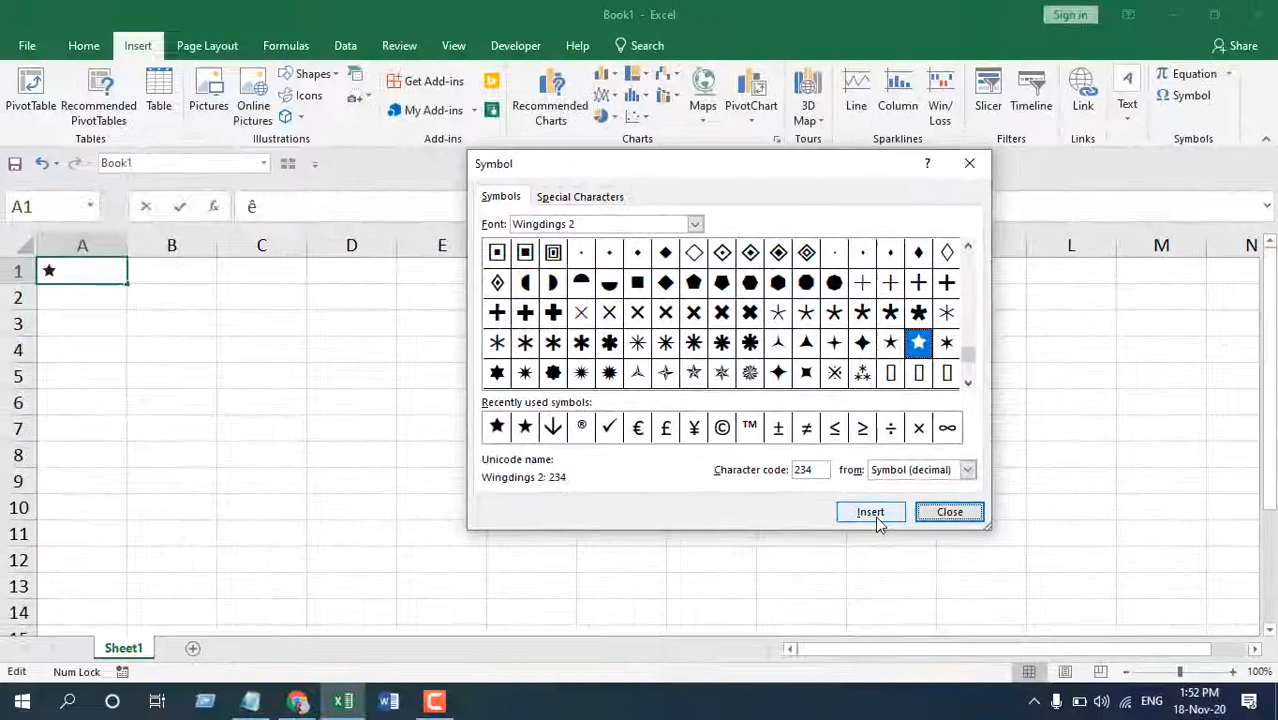 Book1 - Excel
Sign in
File Home Insert Page Layout Formulas Data Review View Developer Help Search Share
PivotTable Recommended PivotTables Table Pictures Online Pictures Shapes Icons Get Add-ins My Add-ins Recommended Charts Maps PivotChart 3D Map Line Column Win/Loss Slicer Timeline Link Text Equation Symbol
Tables Illustrations Add-ins Charts Tours Sparklines Filters Links Symbols
Book1
A1 fx ê
A B C D E L M N
1 ★
2
3
4
5
6
7
8
9
10
11
12
13
14
Symbol ?
Symbols Special Characters
Font: Wingdings 2
Recently used symbols:
★ ★ ↓ ® ✓ € £ ¥ © ™ ± ≠ ≤ ≥ ÷ × ∞
Unicode name:
Wingdings 2: 234
Character code: 234 from: Symbol (decimal)
Insert Close
Sheet1
Edit Num Lock 100%
ENG 1:52 PM
18-Nov-20